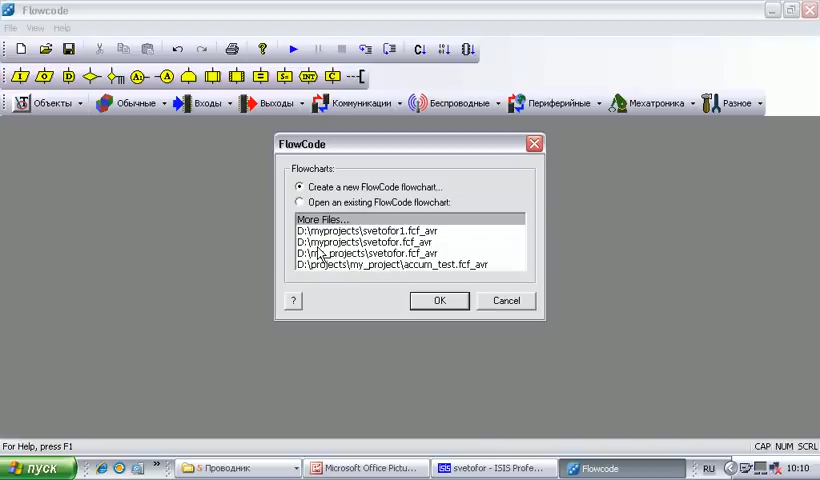 Flowcode
File View Help
Объекты Обычные Входы Выходы Коммуникации Беспроводные Периферийные Мехатроника Разное
FlowCode
Flowcharts:
Create a new FlowCode flowchart...
Open an existing FlowCode flowchart:
More Files...
D:\myprojects\svetofor1.fcf_avr
D:\myprojects\svetofor.fcf_avr
D:\my_projects\svetofor.fcf_avr
D:\projects\my_project\accum_test.fcf_avr
? OK Cancel
For Help, press F1
CAP NUM SCRL
пуск » 5 Проводник Microsoft Office Pictu... svetofor - ISIS Profe... Flowcode RU 10:10